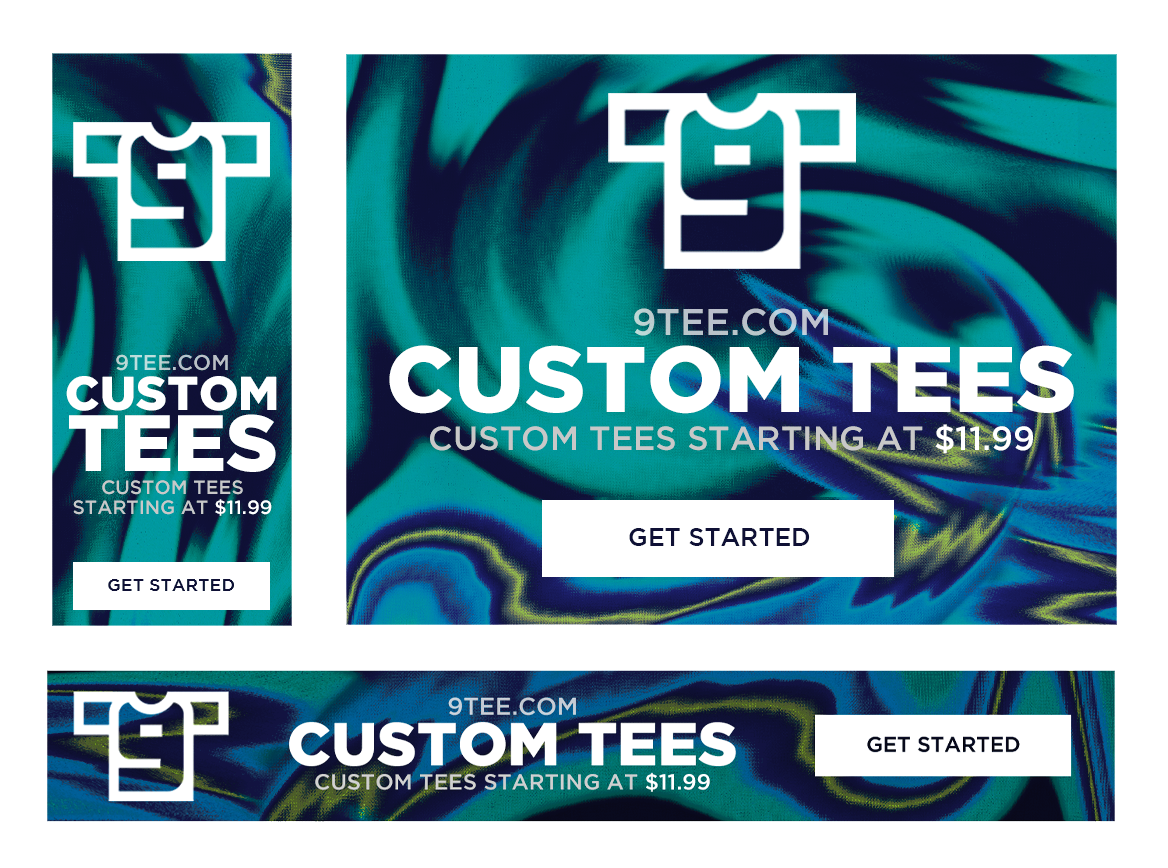 9TEE.COM
CUSTOM
TEES
CUSTOM TEES
STARTING AT $11.99
GET STARTED
9TEE.COM
CUSTOM TEES
CUSTOM TEES STARTING AT $11.99
GET STARTED
9TEE.COM
CUSTOM TEES
CUSTOM TEES STARTING AT $11.99
GET STARTED